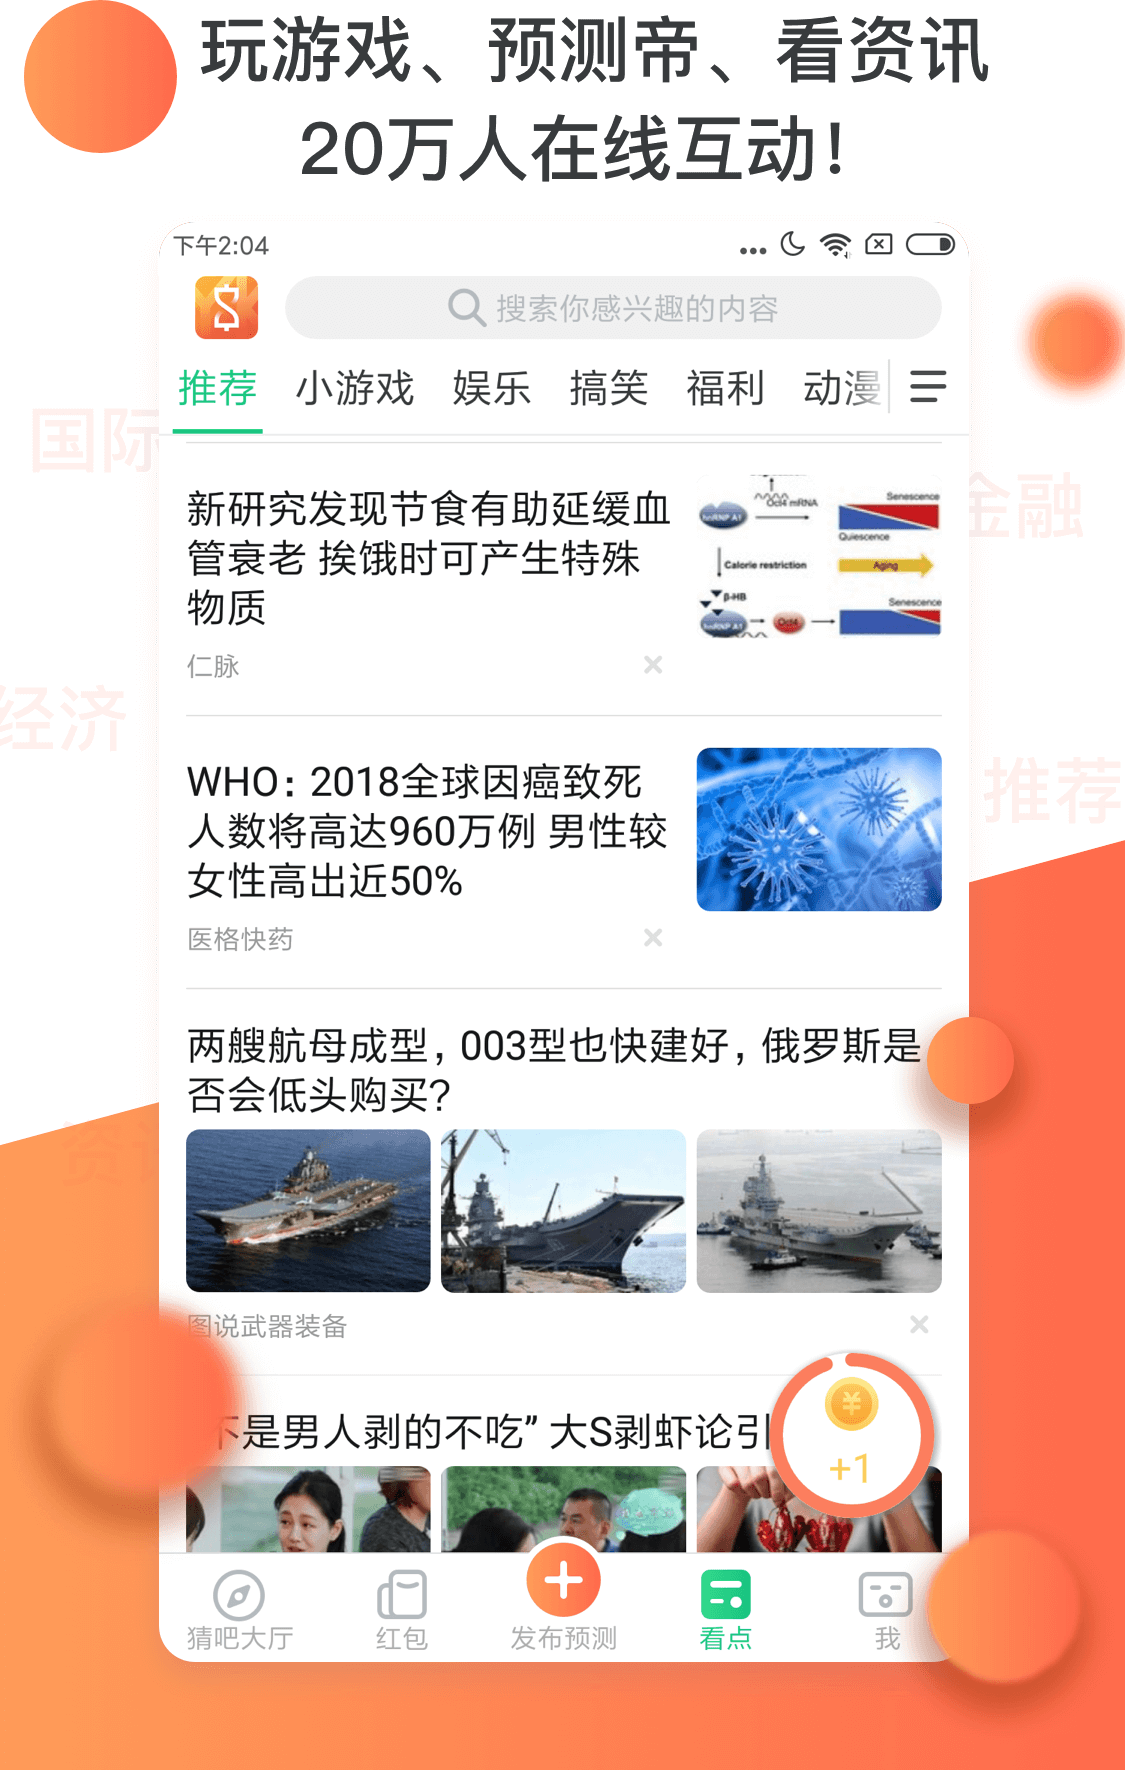 玩游戏、预测帝、看资讯
20万人在线互动！
下午2:04
搜索你感兴趣的内容
推荐 小游戏 娱乐 搞笑 福利 动漫
国际
金融
新研究发现节食有助延缓血
管衰老 挨饿时可产生特殊
物质
仁脉
Oct4 mRNA
hnRNP A1
Senescence
Quiescence
Calorie restriction
Aging
β-HB
Senescence
hnRNP A1
Oct4
经济
推荐
WHO：2018全球因癌致死
人数将高达960万例 男性较
女性高出近50%
医格快药
两艘航母成型，003型也快建好，俄罗斯是
否会低头购买？
图说武器装备
不是男人剥的不吃” 大S剥虾论引
+1
猜吧大厅 红包 发布预测 看点 我